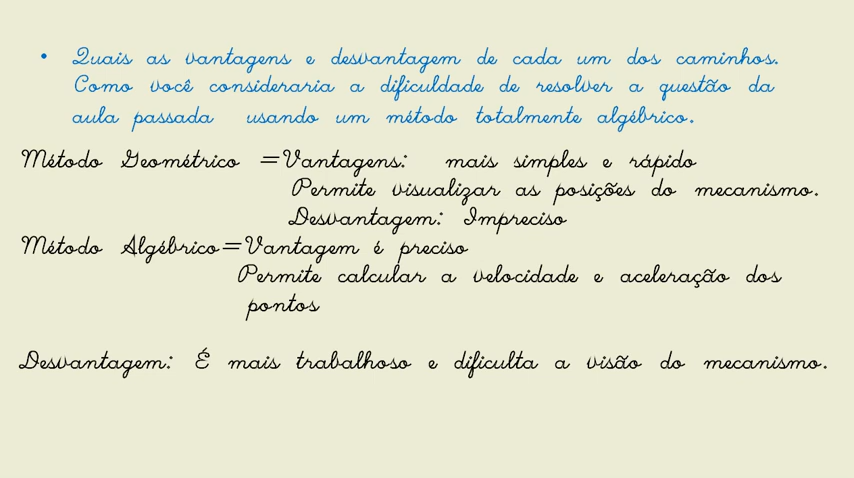 • Quais as vantagens e desvantagem de cada um dos caminhos.
Como você consideraria a dificuldade de resolver a questão da
aula passada usando um método totalmente algébrico.
Método Geométrico =Vantagens: mais simples e rápido
Permite visualizar as posições do mecanismo.
Desvantagem: Impreciso
Método Algébrico=Vantagem é preciso
Permite calcular a velocidade e aceleração dos
pontos
Desvantagem: É mais trabalhoso e dificulta a visão do mecanismo.